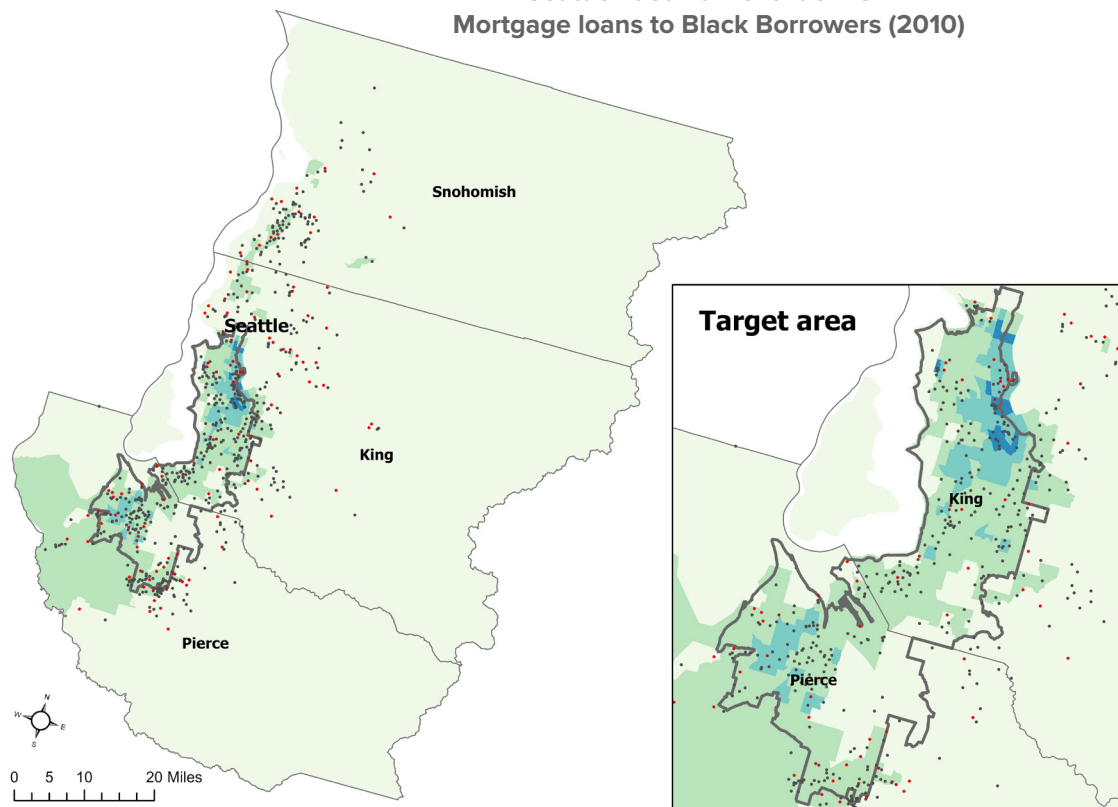 Mortgage loans to Black Borrowers (2010)
Snohomish
Seattle
King
Pierce
N
W
E
S
0 5 10 20 Miles
Target area
King
Pierce